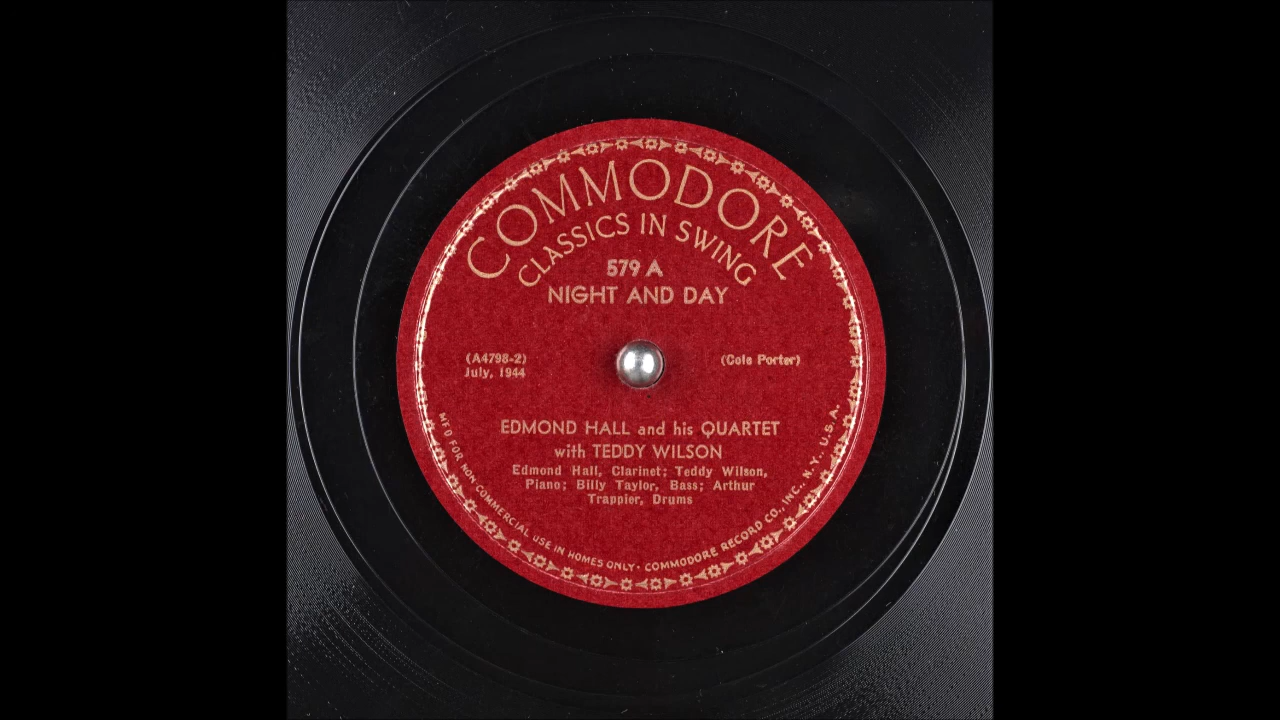 COMMODORE
CLASSICS IN SWING
579 A
NIGHT AND DAY
(A4798-2)
July, 1944
(Cole Porter)
EDMOND HALL and his QUARTET
with TEDDY WILSON
Edmond Hall, Clarinet; Teddy Wilson,
Piano; Billy Taylor, Bass; Arthur
Trappier, Drums
MF'D FOR NON-COMMERCIAL USE IN HOMES ONLY · COMMODORE RECORD CO., INC., N.Y., U.S.A.